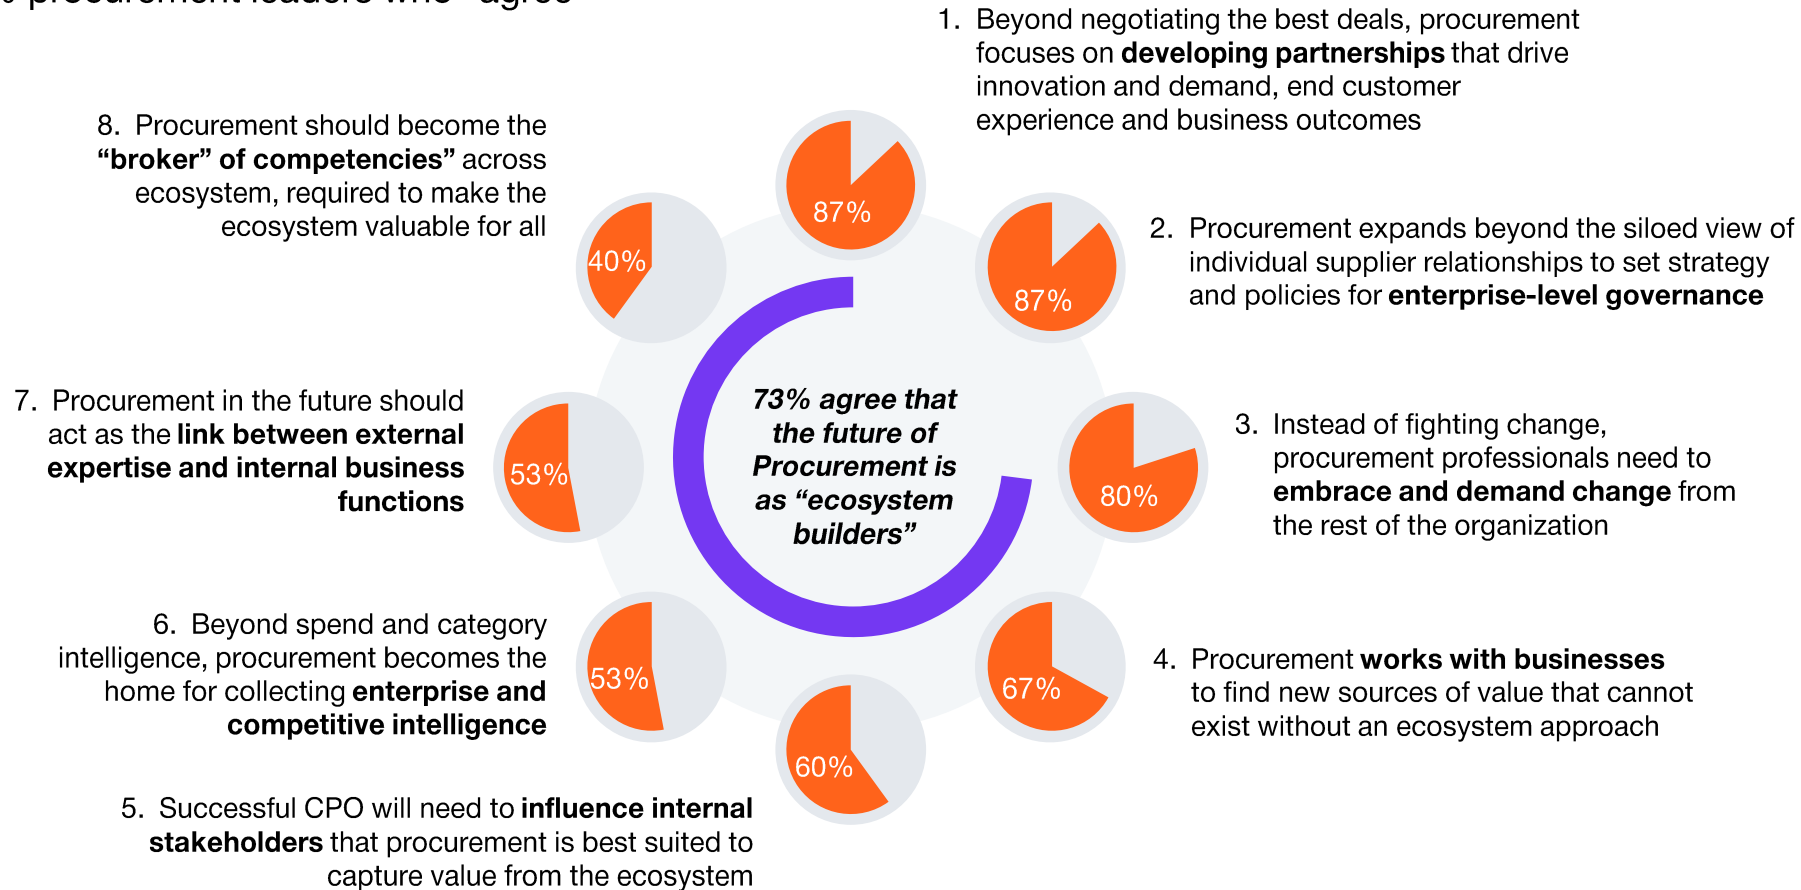 procurement leaders who "agree"
1. Beyond negotiating the best deals, procurement
focuses on developing partnerships that drive
innovation and demand, end customer
experience and business outcomes
87%
2. Procurement expands beyond the siloed view of
individual supplier relationships to set strategy
and policies for enterprise-level governance
87%
3. Instead of fighting change,
procurement professionals need to
embrace and demand change from
the rest of the organization
80%
4. Procurement works with businesses
to find new sources of value that cannot
exist without an ecosystem approach
67%
5. Successful CPO will need to influence internal
stakeholders that procurement is best suited to
capture value from the ecosystem
60%
6. Beyond spend and category
intelligence, procurement becomes the
home for collecting enterprise and
competitive intelligence
53%
7. Procurement in the future should
act as the link between external
expertise and internal business
functions
53%
8. Procurement should become the
“broker” of competencies” across
ecosystem, required to make the
ecosystem valuable for all
40%
73% agree that
the future of
Procurement is
as “ecosystem
builders”